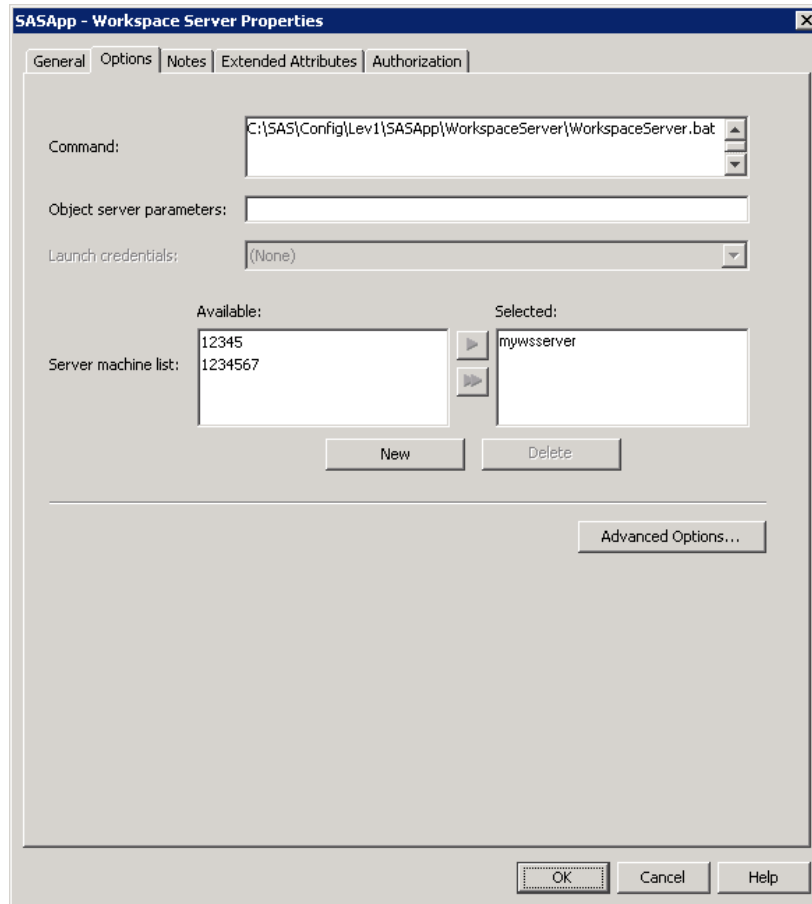 SASApp - Workspace Server Properties
General Options Notes Extended Attributes Authorization
Command:
C:\SAS\Config\Lev1\SASApp\WorkspaceServer\WorkspaceServer.bat
Object server parameters:
Launch credentials:
(None)
Available:
Selected:
Server machine list:
12345
1234567
mywsserver
New
Delete
Advanced Options...
OK
Cancel
Help